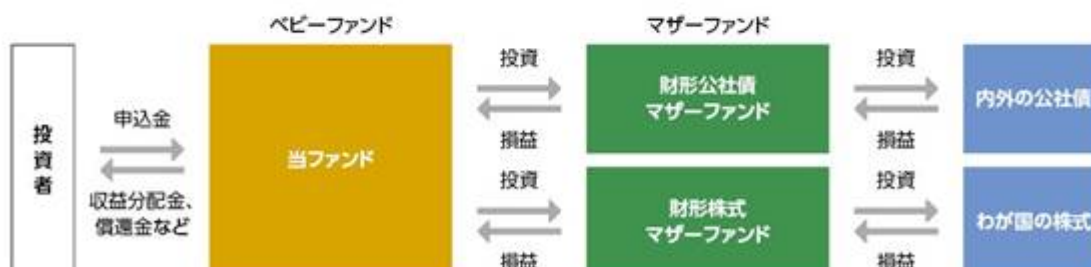 ベビーファンド
マザーファンド
投資者
申込金
収益分配金、
償還金など
当ファンド
投資
損益
投資
損益
財形公社債
マザーファンド
財形株式
マザーファンド
投資
損益
投資
損益
内外の公社債
わが国の株式